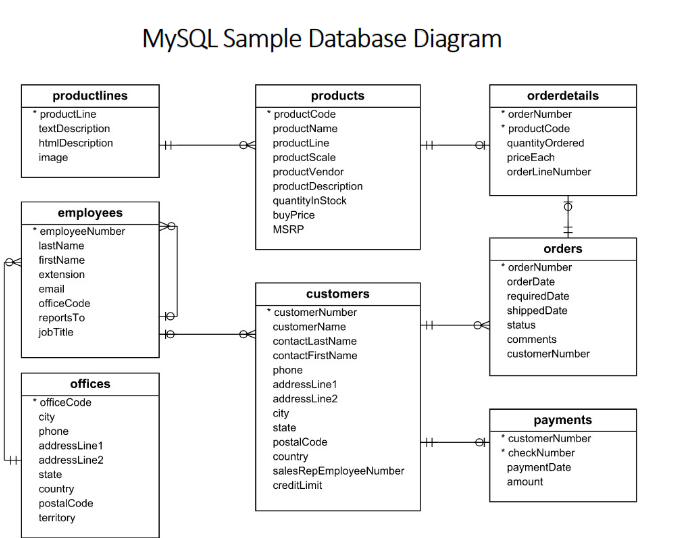 MySQL Sample Database Diagram
productlines
* productLine
textDescription
htmlDescription
image
products
* productCode
productName
productLine
productScale
productVendor
productDescription
quantityInStock
buyPrice
MSRP
orderdetails
* orderNumber
* productCode
quantityOrdered
priceEach
orderLineNumber
employees
* employeeNumber
lastName
firstName
extension
email
officeCode
reportsTo
jobTitle
customers
* customerNumber
customerName
contactLastName
contactFirstName
phone
addressLine1
addressLine2
city
state
postalCode
country
salesRepEmployeeNumber
creditLimit
orders
* orderNumber
orderDate
requiredDate
shippedDate
status
comments
customerNumber
offices
* officeCode
city
phone
addressLine1
addressLine2
state
country
postalCode
territory
payments
* customerNumber
* checkNumber
paymentDate
amount